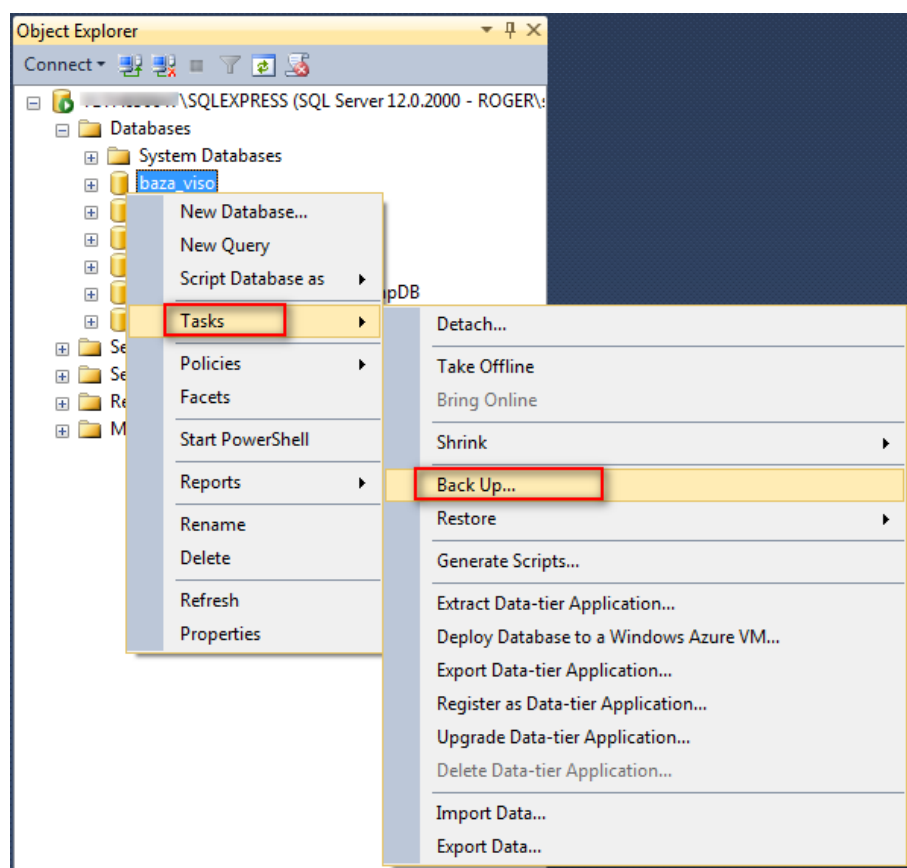 Object Explorer
Connect
\SQLEXPRESS (SQL Server 12.0.2000 - ROGER\
Databases
System Databases
baza_viso
New Database...
New Query
Script Database as
pDB
Tasks
Se
Policies
Se
Facets
Re
M
Start PowerShell
Reports
Rename
Delete
Refresh
Properties
Detach...
Take Offline
Bring Online
Shrink
Back Up...
Restore
Generate Scripts...
Extract Data-tier Application...
Deploy Database to a Windows Azure VM...
Export Data-tier Application...
Register as Data-tier Application...
Upgrade Data-tier Application...
Delete Data-tier Application...
Import Data...
Export Data...